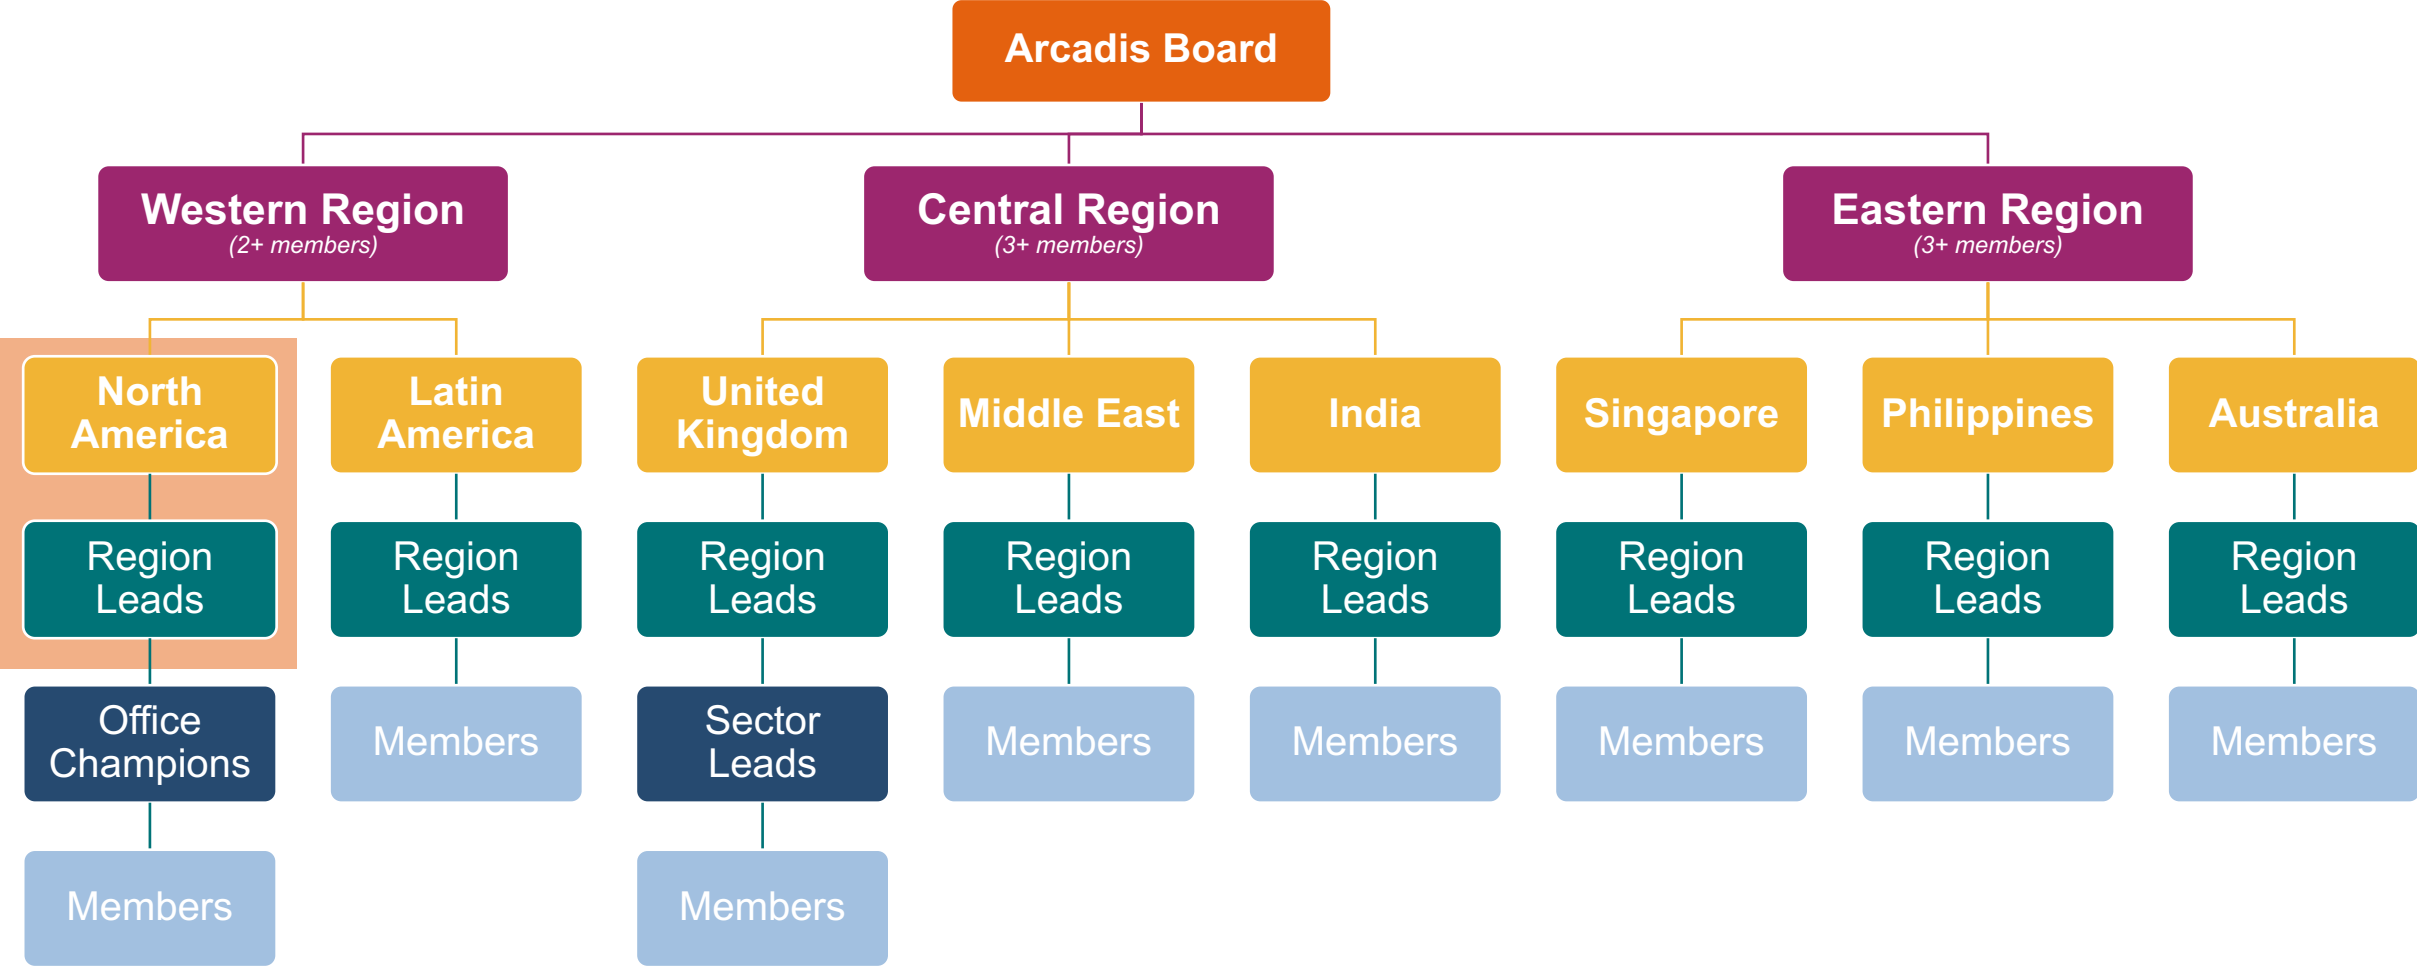 Arcadis Board
Western Region
(2+ members)
Central Region
(3+ members)
Eastern Region
(3+ members)
North
America
Latin
America
United
Kingdom
Middle East
India
Singapore
Philippines
Australia
Region
Leads
Region
Leads
Region
Leads
Region
Leads
Region
Leads
Region
Leads
Region
Leads
Region
Leads
Office
Champions
Members
Sector
Leads
Members
Members
Members
Members
Members
Members
Members